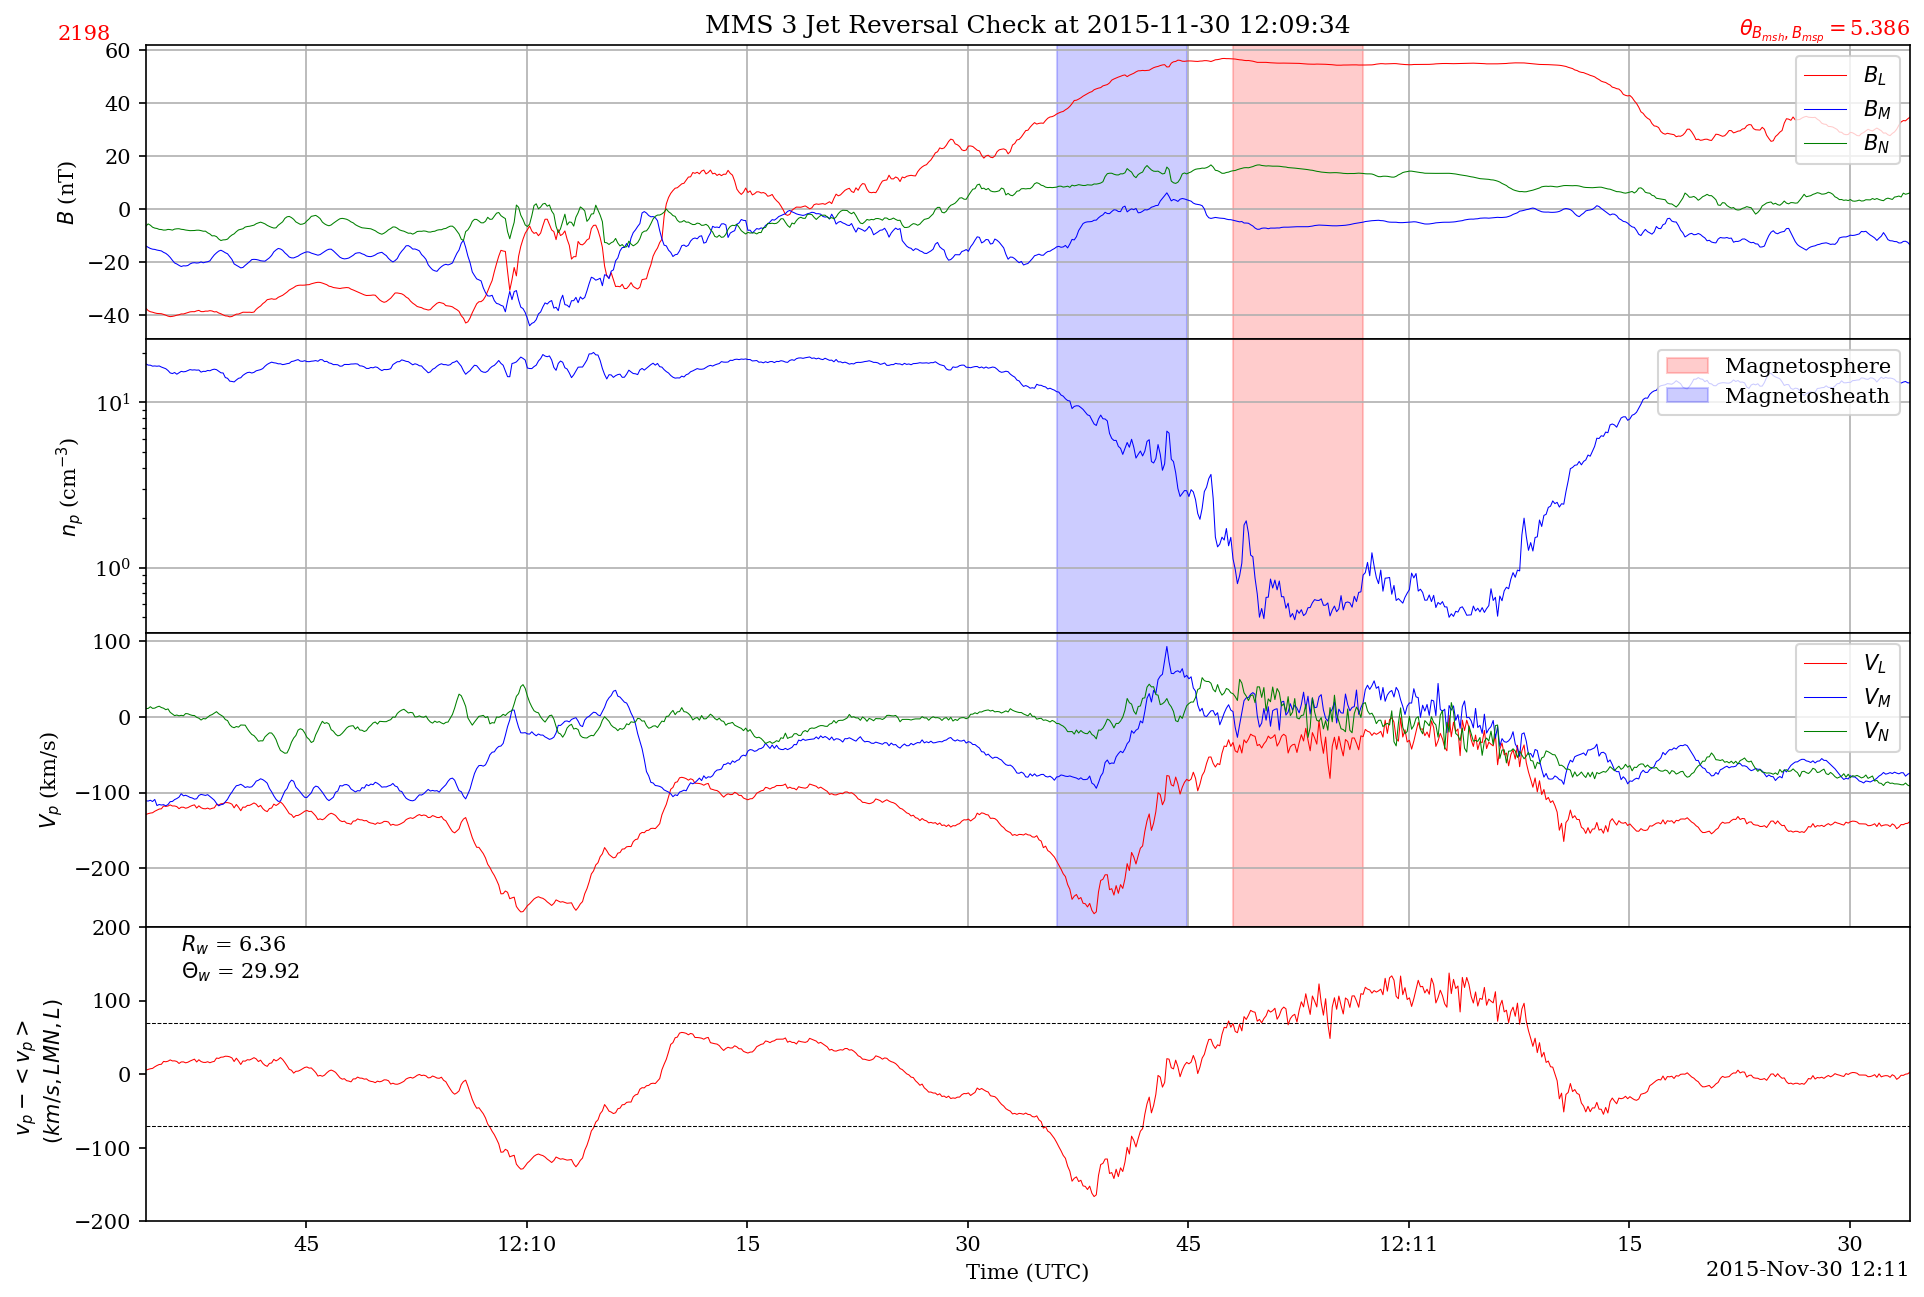 2198
MMS 3 Jet Reversal Check at 2015-11-30 12:09:34
θ_{B_{msh}, B_{msp}} = 5.386
60
40
20
0
−20
−40
B (nT)
B_L
B_M
B_N
10^1
10^0
n_p (cm^{−3})
Magnetosphere
Magnetosheath
100
0
−100
−200
V_p (km/s)
V_L
V_M
V_N
200
100
0
−100
−200
v_p − <v_p>
(km/s, LMN, L)
R_w = 6.36
Θ_w = 29.92
45
12:10
15
30
45
12:11
15
30
Time (UTC)
2015-Nov-30 12:11